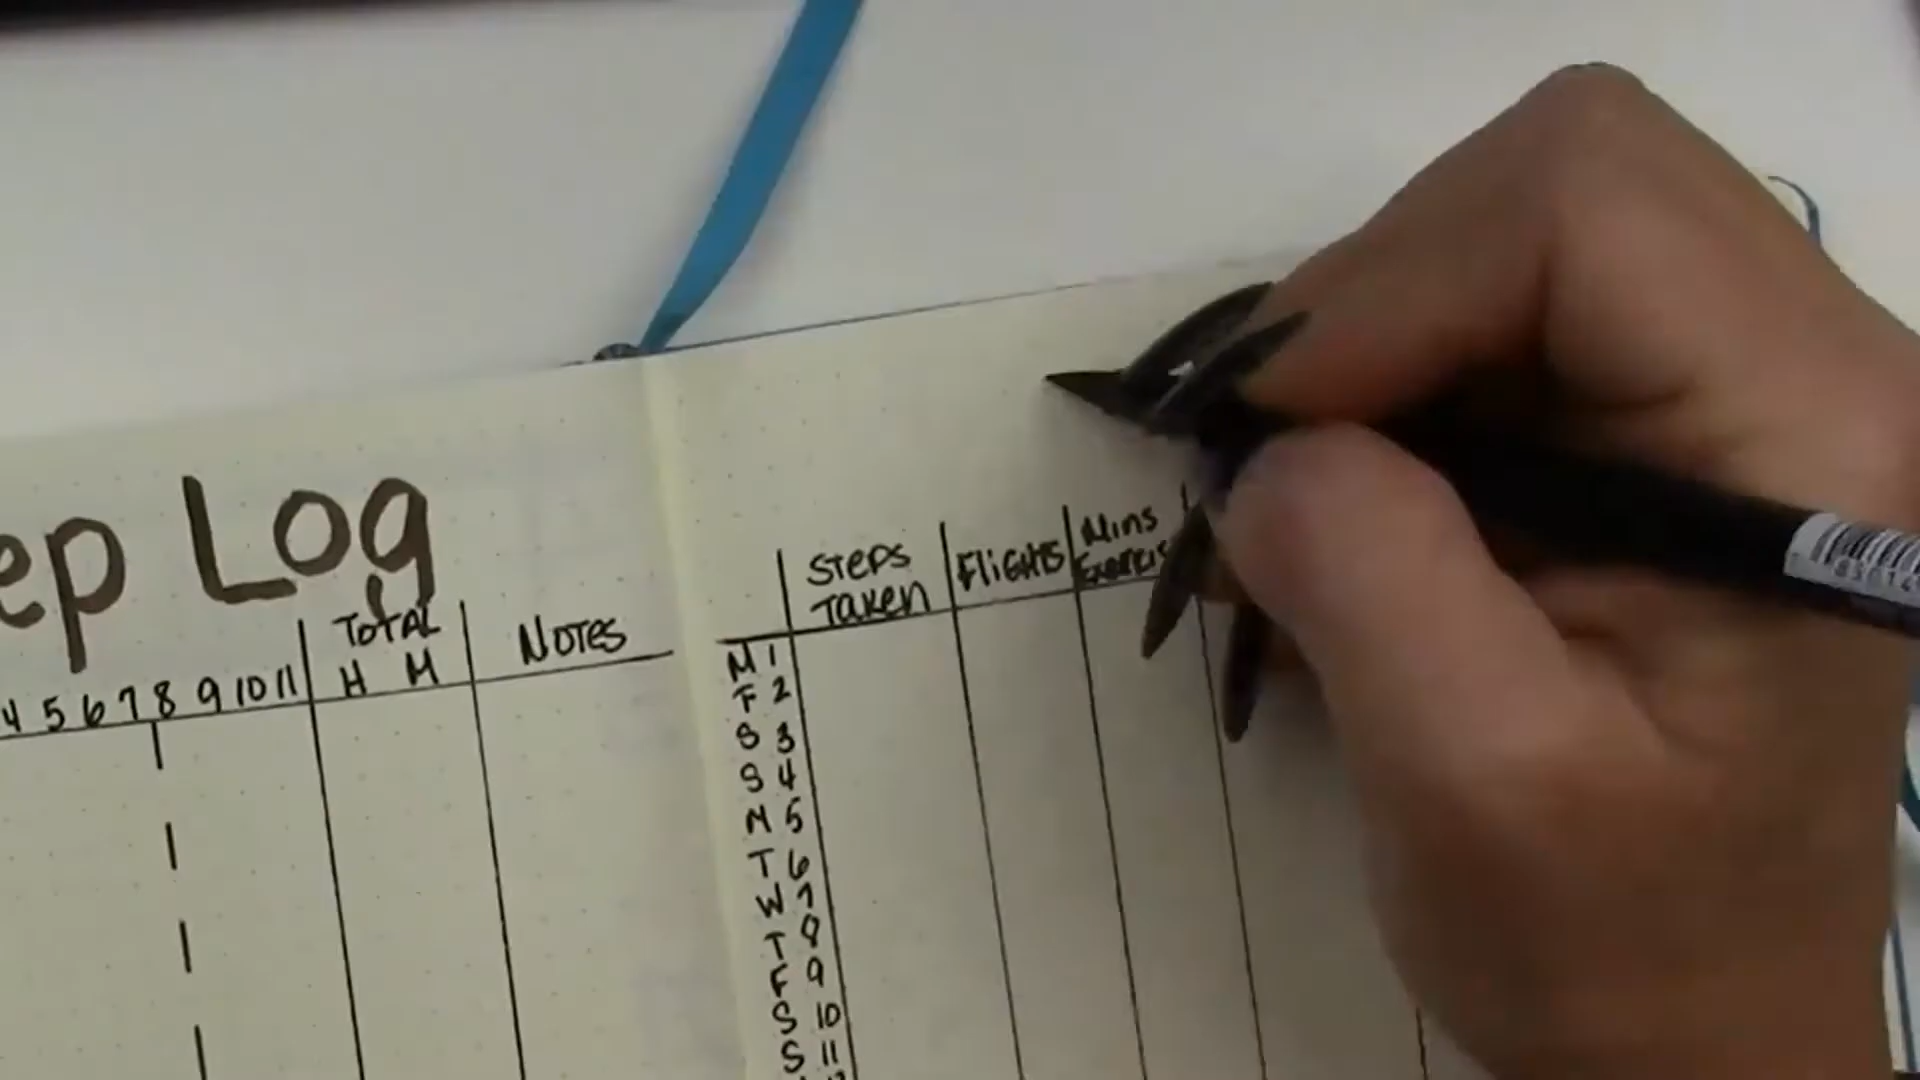 ep Log
4 5 6 7 8 9 10 11
TOTAL
H M
NOTES
STEPS
TAKEN
FLIGHTS
Mins
M 1
F 2
S 3
S 4
M 5
T 6
W 7
T 8
F 9
S 10
S 11